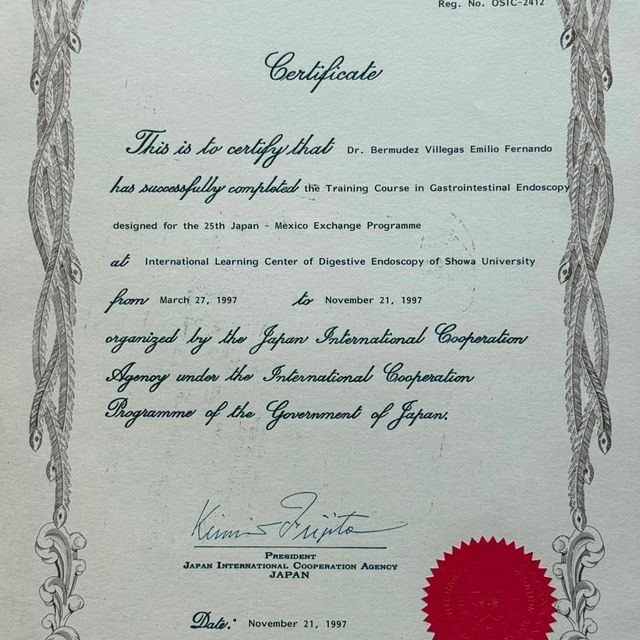 Reg. No. OSIC-2412
Certificate
This is to certify that Dr. Bermudez Villegas Emilio Fernando
has successfully completed the Training Course in Gastrointestinal Endoscopy
designed for the 25th Japan - Mexico Exchange Programme
at International Learning Center of Digestive Endoscopy of Showa University
from March 27, 1997 to November 21, 1997
organized by the Japan International Cooperation
Agency under the International Cooperation
Programme of the Government of Japan.
PRESIDENT
JAPAN INTERNATIONAL COOPERATION AGENCY
JAPAN
Date: November 21, 1997